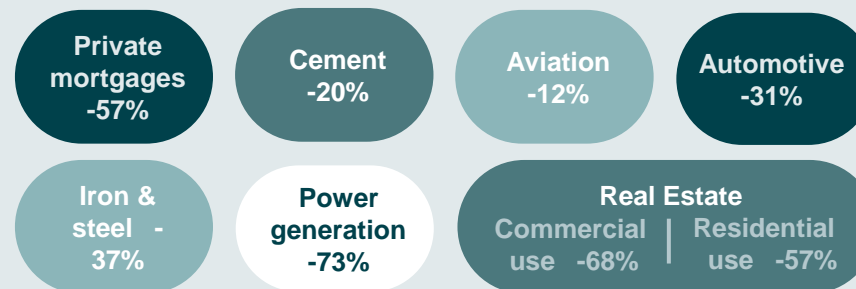 Private
mortgages
-57%
Cement
-20%
Aviation
-12%
Automotive
-31%
Iron &
steel -
37%
Power
generation
-73%
Real Estate
Commercial
use -68%
Residential
use -57%